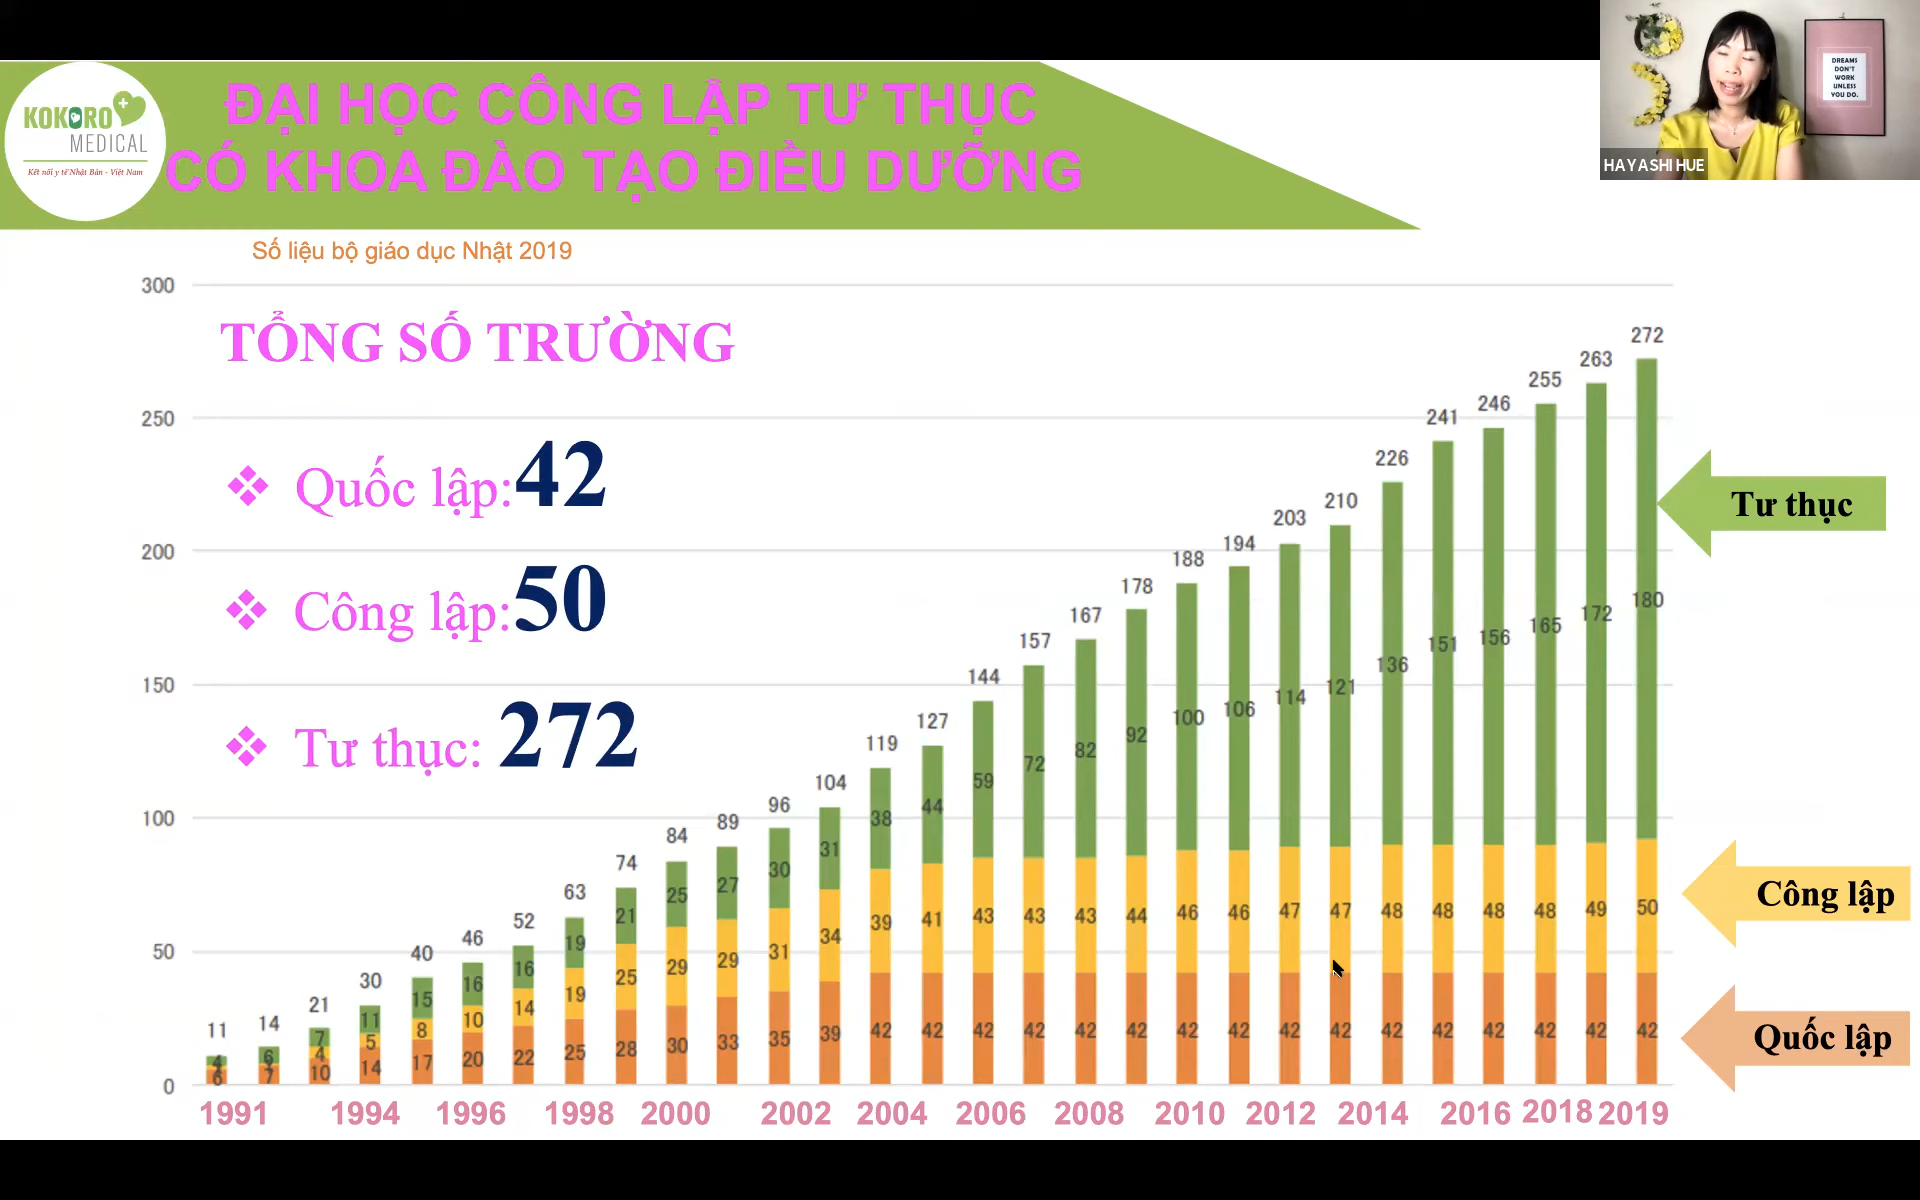 KOKORO
MEDICAL
Kết nối y tế Nhật Bản - Việt Nam
ĐẠI HỌC CÔNG LẬP TƯ THỤC
CÓ KHOA ĐÀO TẠO ĐIỀU DƯỠNG
DREAMS
DON'T
WORK
UNLESS
YOU DO.
HAYASHI HUE
Số liệu bộ giáo dục Nhật 2019
TỔNG SỐ TRƯỜNG
❖ Quốc lập:42
❖ Công lập:50
❖ Tư thục: 272
300
250
200
150
100
50
0
11 14 21 30 40 46 52 63 74 84 89 96 104 119 127 144 157 167 178 188 194 203 210 226 241 246 255 263 272
4 6 7 11 15 16 16 19 21 25 27 30 31 38 44 59 72 82 92 100 106 114 121 136 151 156 165 172 180
4 5 8 10 14 19 25 29 29 31 34 39 41 43 43 43 44 46 46 47 47 48 48 48 48 49 50
6 7 10 14 17 20 22 25 28 30 33 35 39 42 42 42 42 42 42 42 42 42 42 42 42 42 42 42 42
1991 1994 1996 1998 2000 2002 2004 2006 2008 2010 2012 2014 2016 2018 2019
Tư thục
Công lập
Quốc lập